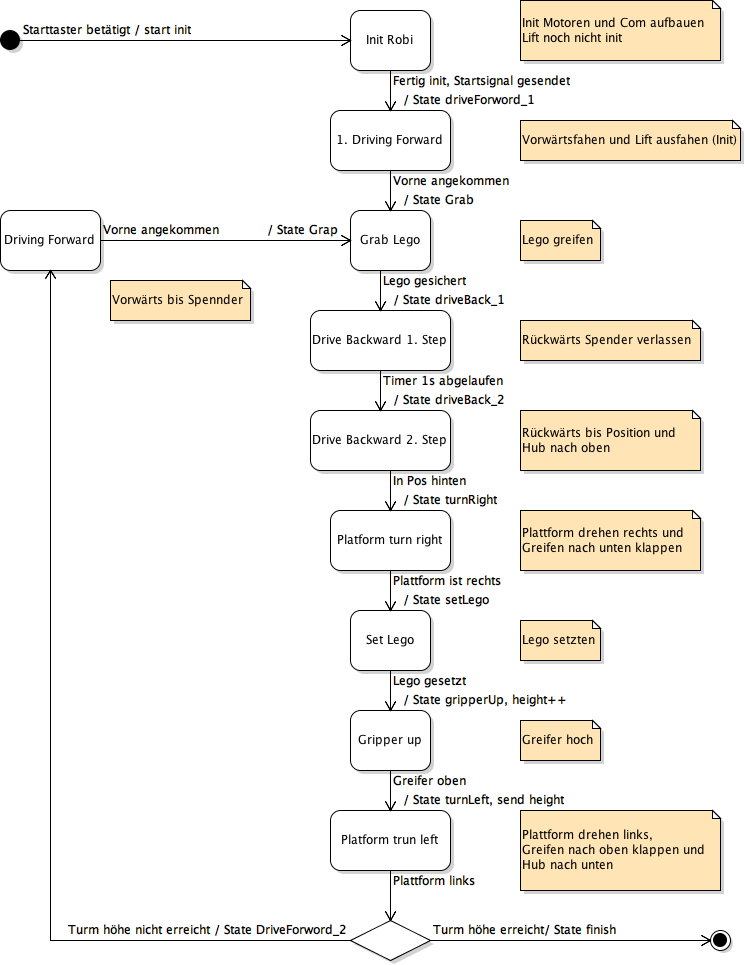 Starttaster betätigt / start init
Init Robi
Init Motoren und Com aufbauen
Lift noch nicht init
Fertig init, Startsignal gesendet
/ State driveForword_1
1. Driving Forward
Vorwärtsfahen und Lift ausfahen (Init)
Vorne angekommen
/ State Grab
Driving Forward
Vorne angekommen / State Grap
Grab Lego
Lego greifen
Lego gesichert
/ State driveBack_1
Vorwärts bis Spennder
Drive Backward 1. Step
Rückwärts Spender verlassen
Timer 1s abgelaufen
/ State driveBack_2
Drive Backward 2. Step
Rückwärts bis Position und
Hub nach oben
In Pos hinten
/ State turnRight
Platform turn right
Plattform drehen rechts und
Greifen nach unten klappen
Plattform ist rechts
/ State setLego
Set Lego
Lego setzten
Lego gesetzt
/ State gripperUp, height++
Gripper up
Greifer hoch
Greifer oben
/ State turnLeft, send height
Platform trun left
Plattform drehen links,
Greifen nach oben klappen und
Hub nach unten
Plattform links
Turm höhe nicht erreicht / State DriveForword_2
Turm höhe erreicht/ State finish